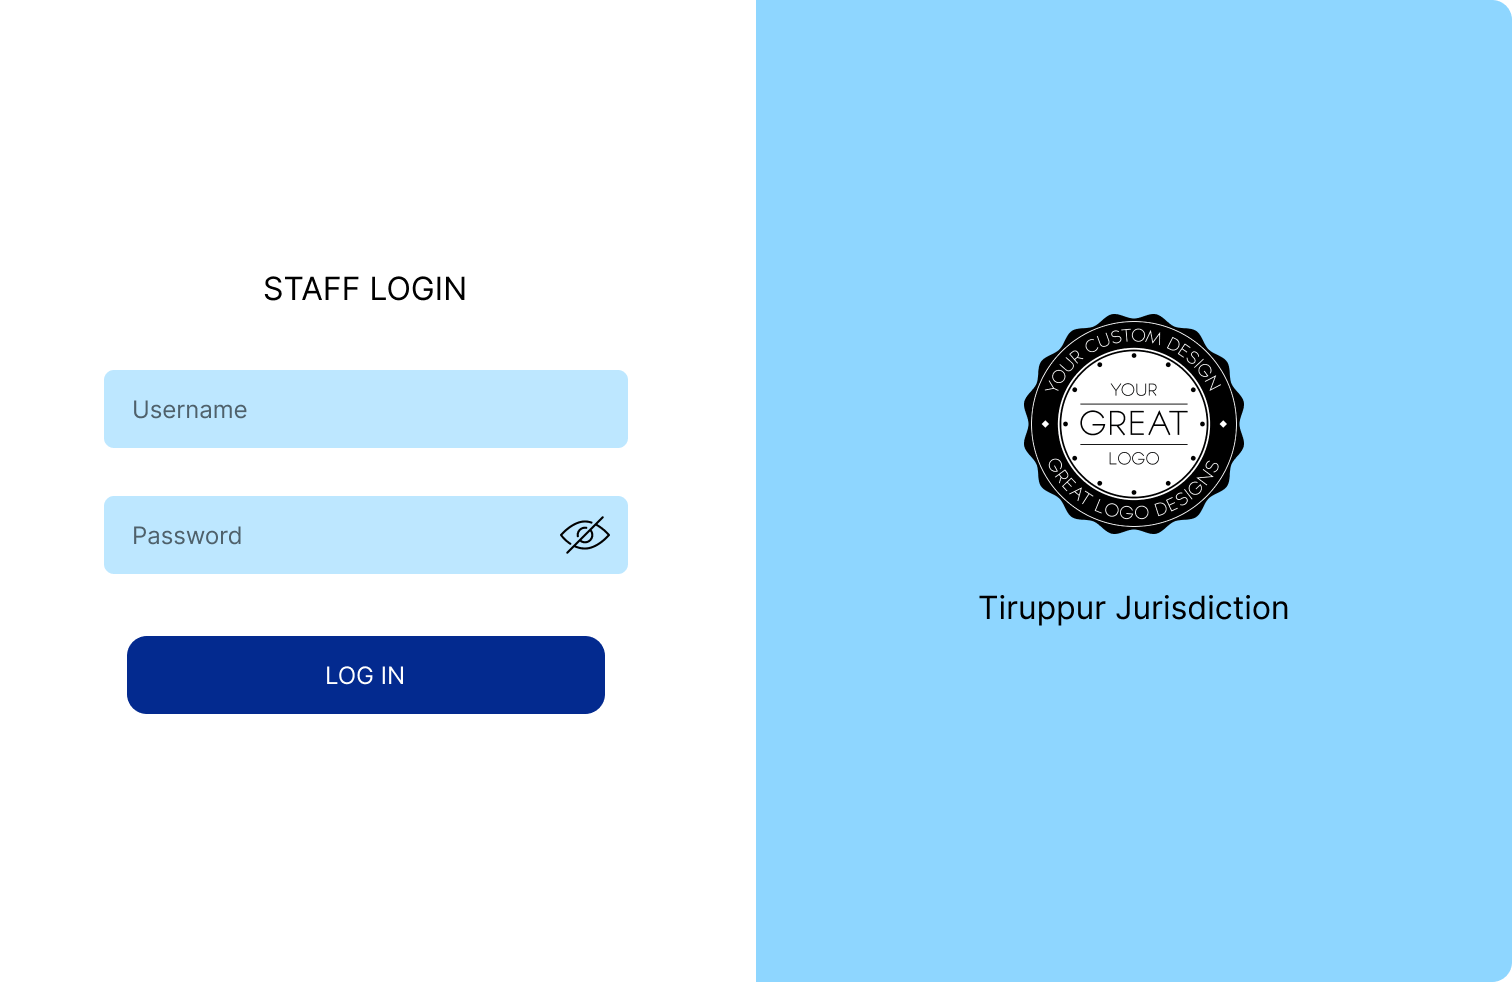 STAFF LOGIN
Username
Password
LOG IN
YOUR CUSTOM DESIGN
YOUR
GREAT
LOGO
GREAT LOGO DESIGNS
Tiruppur Jurisdiction